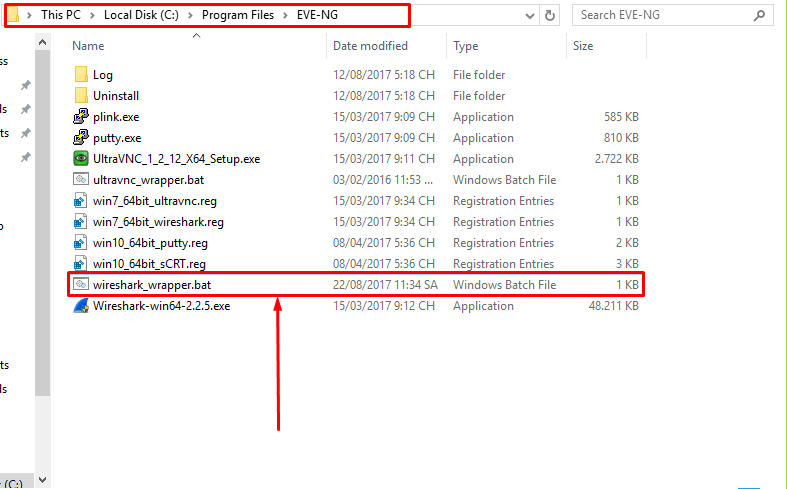 This PC > Local Disk (C:) > Program Files > EVE-NG
Search EVE-NG
Name Date modified Type Size
Log 12/08/2017 5:18 CH File folder
Uninstall 12/08/2017 5:18 CH File folder
plink.exe 15/03/2017 9:09 CH Application 585 KB
putty.exe 15/03/2017 9:09 CH Application 810 KB
UltraVNC_1_2_12_X64_Setup.exe 15/03/2017 9:11 CH Application 2.722 KB
ultravnc_wrapper.bat 03/02/2016 11:53 ... Windows Batch File 1 KB
win7_64bit_ultravnc.reg 15/03/2017 9:34 CH Registration Entries 1 KB
win7_64bit_wireshark.reg 15/03/2017 9:34 CH Registration Entries 1 KB
win10_64bit_putty.reg 08/04/2017 5:36 CH Registration Entries 2 KB
win10_64bit_sCRT.reg 08/04/2017 5:36 CH Registration Entries 3 KB
wireshark_wrapper.bat 22/08/2017 11:34 SA Windows Batch File 1 KB
Wireshark-win64-2.2.5.exe 15/03/2017 9:12 CH Application 48.211 KB
(C:)